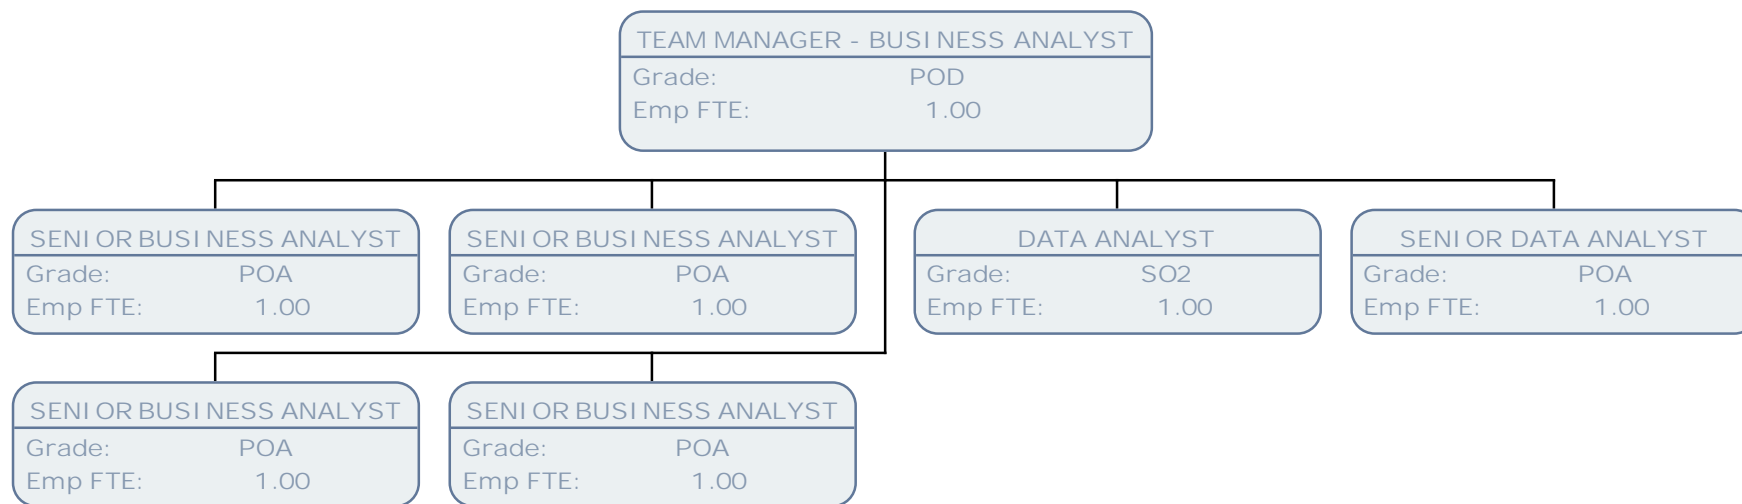 TEAM MANAGER - BUSINESS ANALYST
Grade: POD
Emp FTE: 1.00
SENIOR BUSINESS ANALYST
Grade: POA
Emp FTE: 1.00
SENIOR BUSINESS ANALYST
Grade: POA
Emp FTE: 1.00
DATA ANALYST
Grade: SO2
Emp FTE: 1.00
SENIOR DATA ANALYST
Grade: POA
Emp FTE: 1.00
SENIOR BUSINESS ANALYST
Grade: POA
Emp FTE: 1.00
SENIOR BUSINESS ANALYST
Grade: POA
Emp FTE: 1.00